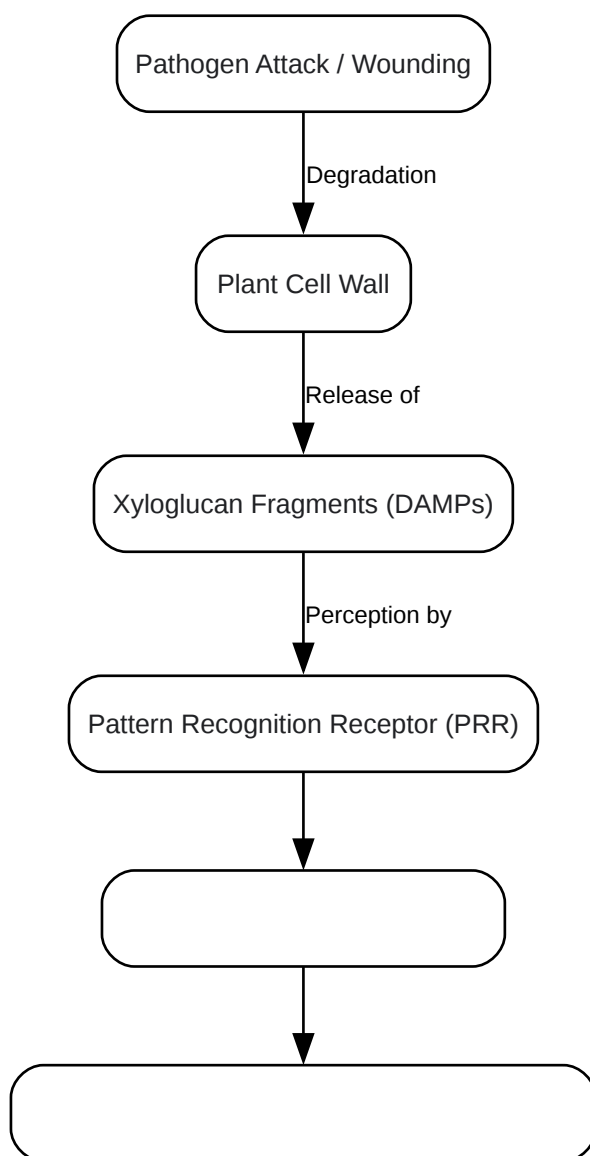 Pathogen Attack / Wounding
Degradation
Plant Cell Wall
Release of
Xyloglucan Fragments (DAMPs)
Perception by
Pattern Recognition Receptor (PRR)